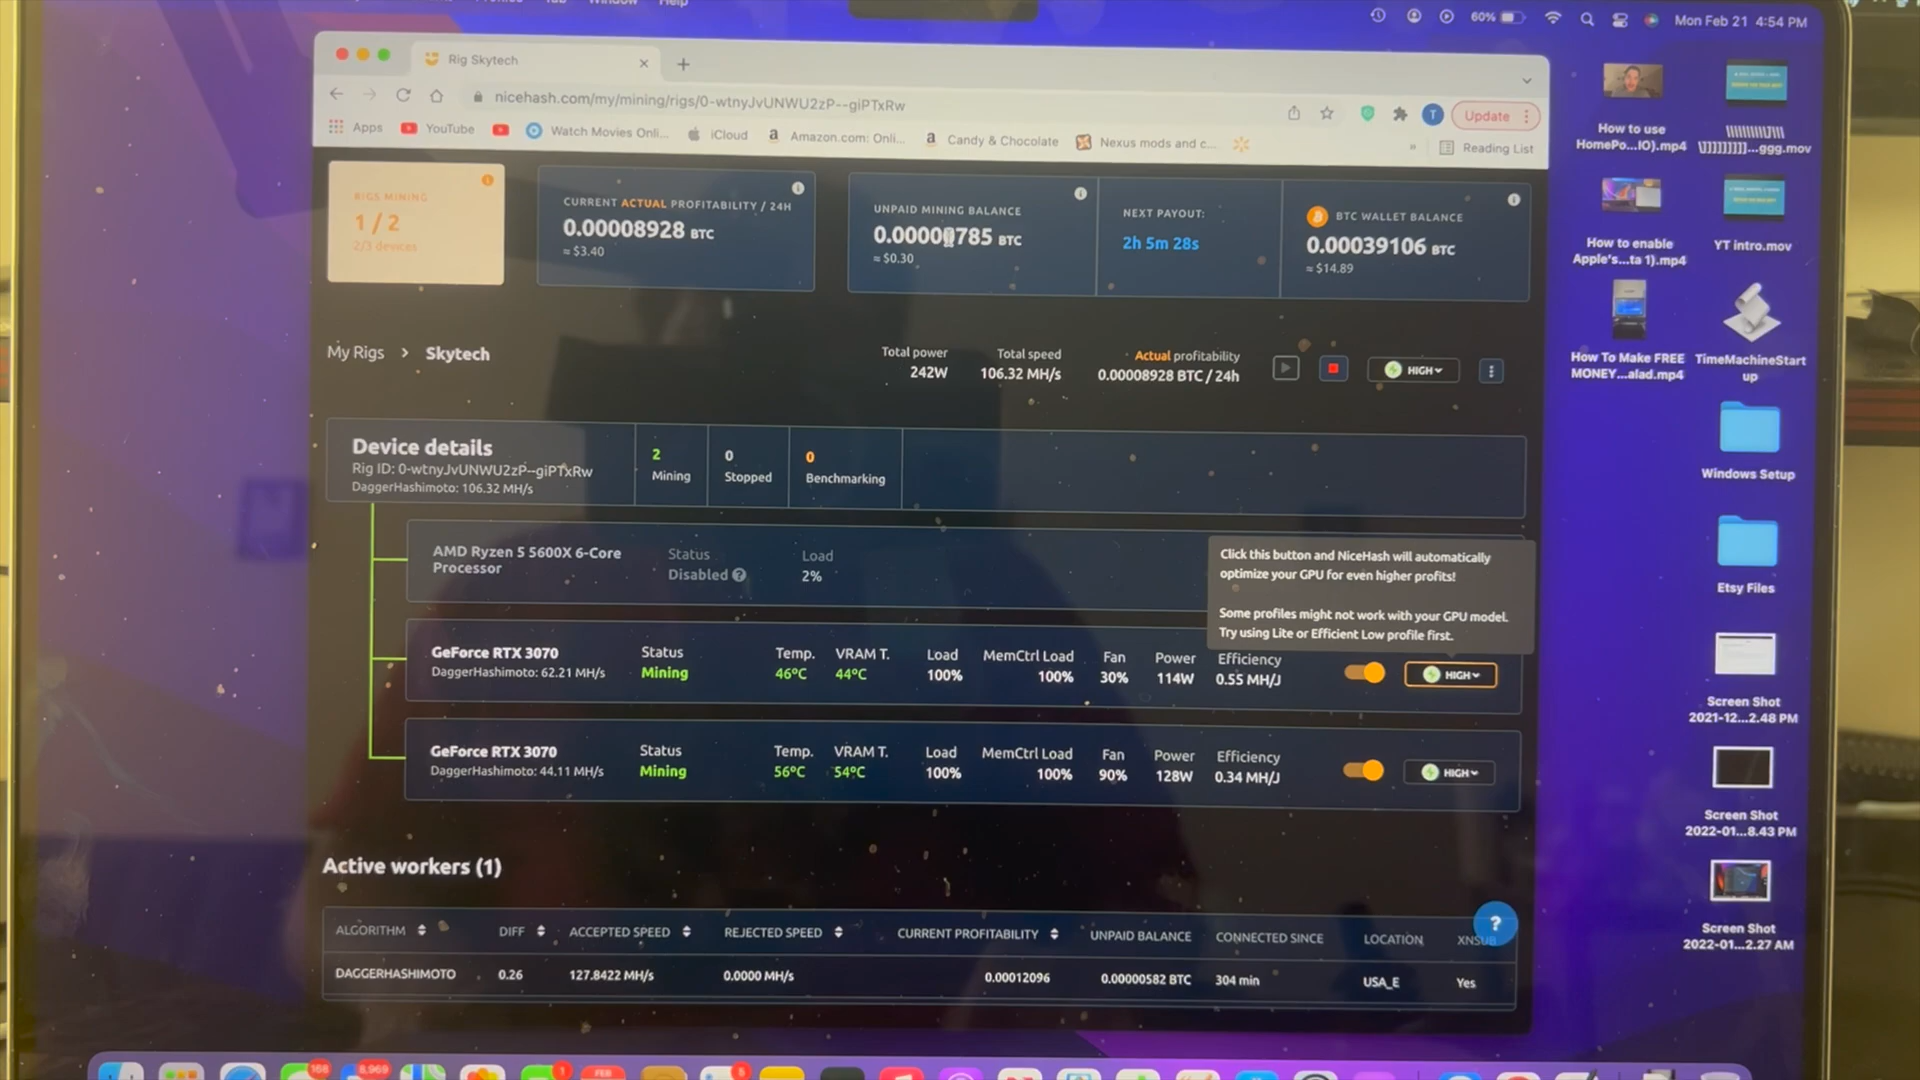 Window Help
60% Mon Feb 21 4:54 PM
Rig Skytech
nicehash.com/my/mining/rigs/0-wtnyJvUNWU2zP--giPTxRw
Update
Apps YouTube Watch Movies Onli... iCloud Amazon.com: Onli... Candy & Chocolate Nexus mods and c... » Reading List
RIGS MINING
1 / 2
2/3 devices
CURRENT ACTUAL PROFITABILITY / 24H
0.00008928 BTC
≈ $3.40
UNPAID MINING BALANCE
0.00000785 BTC
≈ $0.30
NEXT PAYOUT:
2h 5m 28s
BTC WALLET BALANCE
0.00039106 BTC
≈ $14.89
My Rigs > Skytech
Total power
242W
Total speed
106.32 MH/s
Actual profitability
0.00008928 BTC / 24h
HIGH
Device details
Rig ID: 0-wtnyJvUNWU2zP--giPTxRw
DaggerHashimoto: 106.32 MH/s
2
Mining
0
Stopped
0
Benchmarking
AMD Ryzen 5 5600X 6-Core
Processor
Status
Disabled ?
Load
2%
Click this button and NiceHash will automatically
optimize your GPU for even higher profits!
Some profiles might not work with your GPU model.
Try using Lite or Efficient Low profile first.
GeForce RTX 3070 Status Temp. VRAM T. Load MemCtrl Load Fan Power Efficiency
DaggerHashimoto: 62.21 MH/s Mining 46ºC 44ºC 100% 100% 30% 114W 0.55 MH/J HIGH
GeForce RTX 3070 Status Temp. VRAM T. Load MemCtrl Load Fan Power Efficiency
DaggerHashimoto: 44.11 MH/s Mining 56ºC 54ºC 100% 100% 90% 128W 0.34 MH/J HIGH
Active workers (1)
?
ALGORITHM DIFF ACCEPTED SPEED REJECTED SPEED CURRENT PROFITABILITY UNPAID BALANCE CONNECTED SINCE LOCATION XNSUB
DAGGERHASHIMOTO 0.26 127.8422 MH/s 0.0000 MH/s 0.00012096 0.00000582 BTC 304 min USA_E Yes
How to use
HomePo...IO).mp4
...ggg.mov
How to enable
Apple's...ta 1).mp4
YT intro.mov
How To Make FREE
MONEY...alad.mp4
TimeMachineStart
up
Windows Setup
Etsy Files
Screen Shot
2021-12...2.48 PM
Screen Shot
2022-01...8.43 PM
Screen Shot
2022-01...2.27 AM
168
8,969
1
FEB